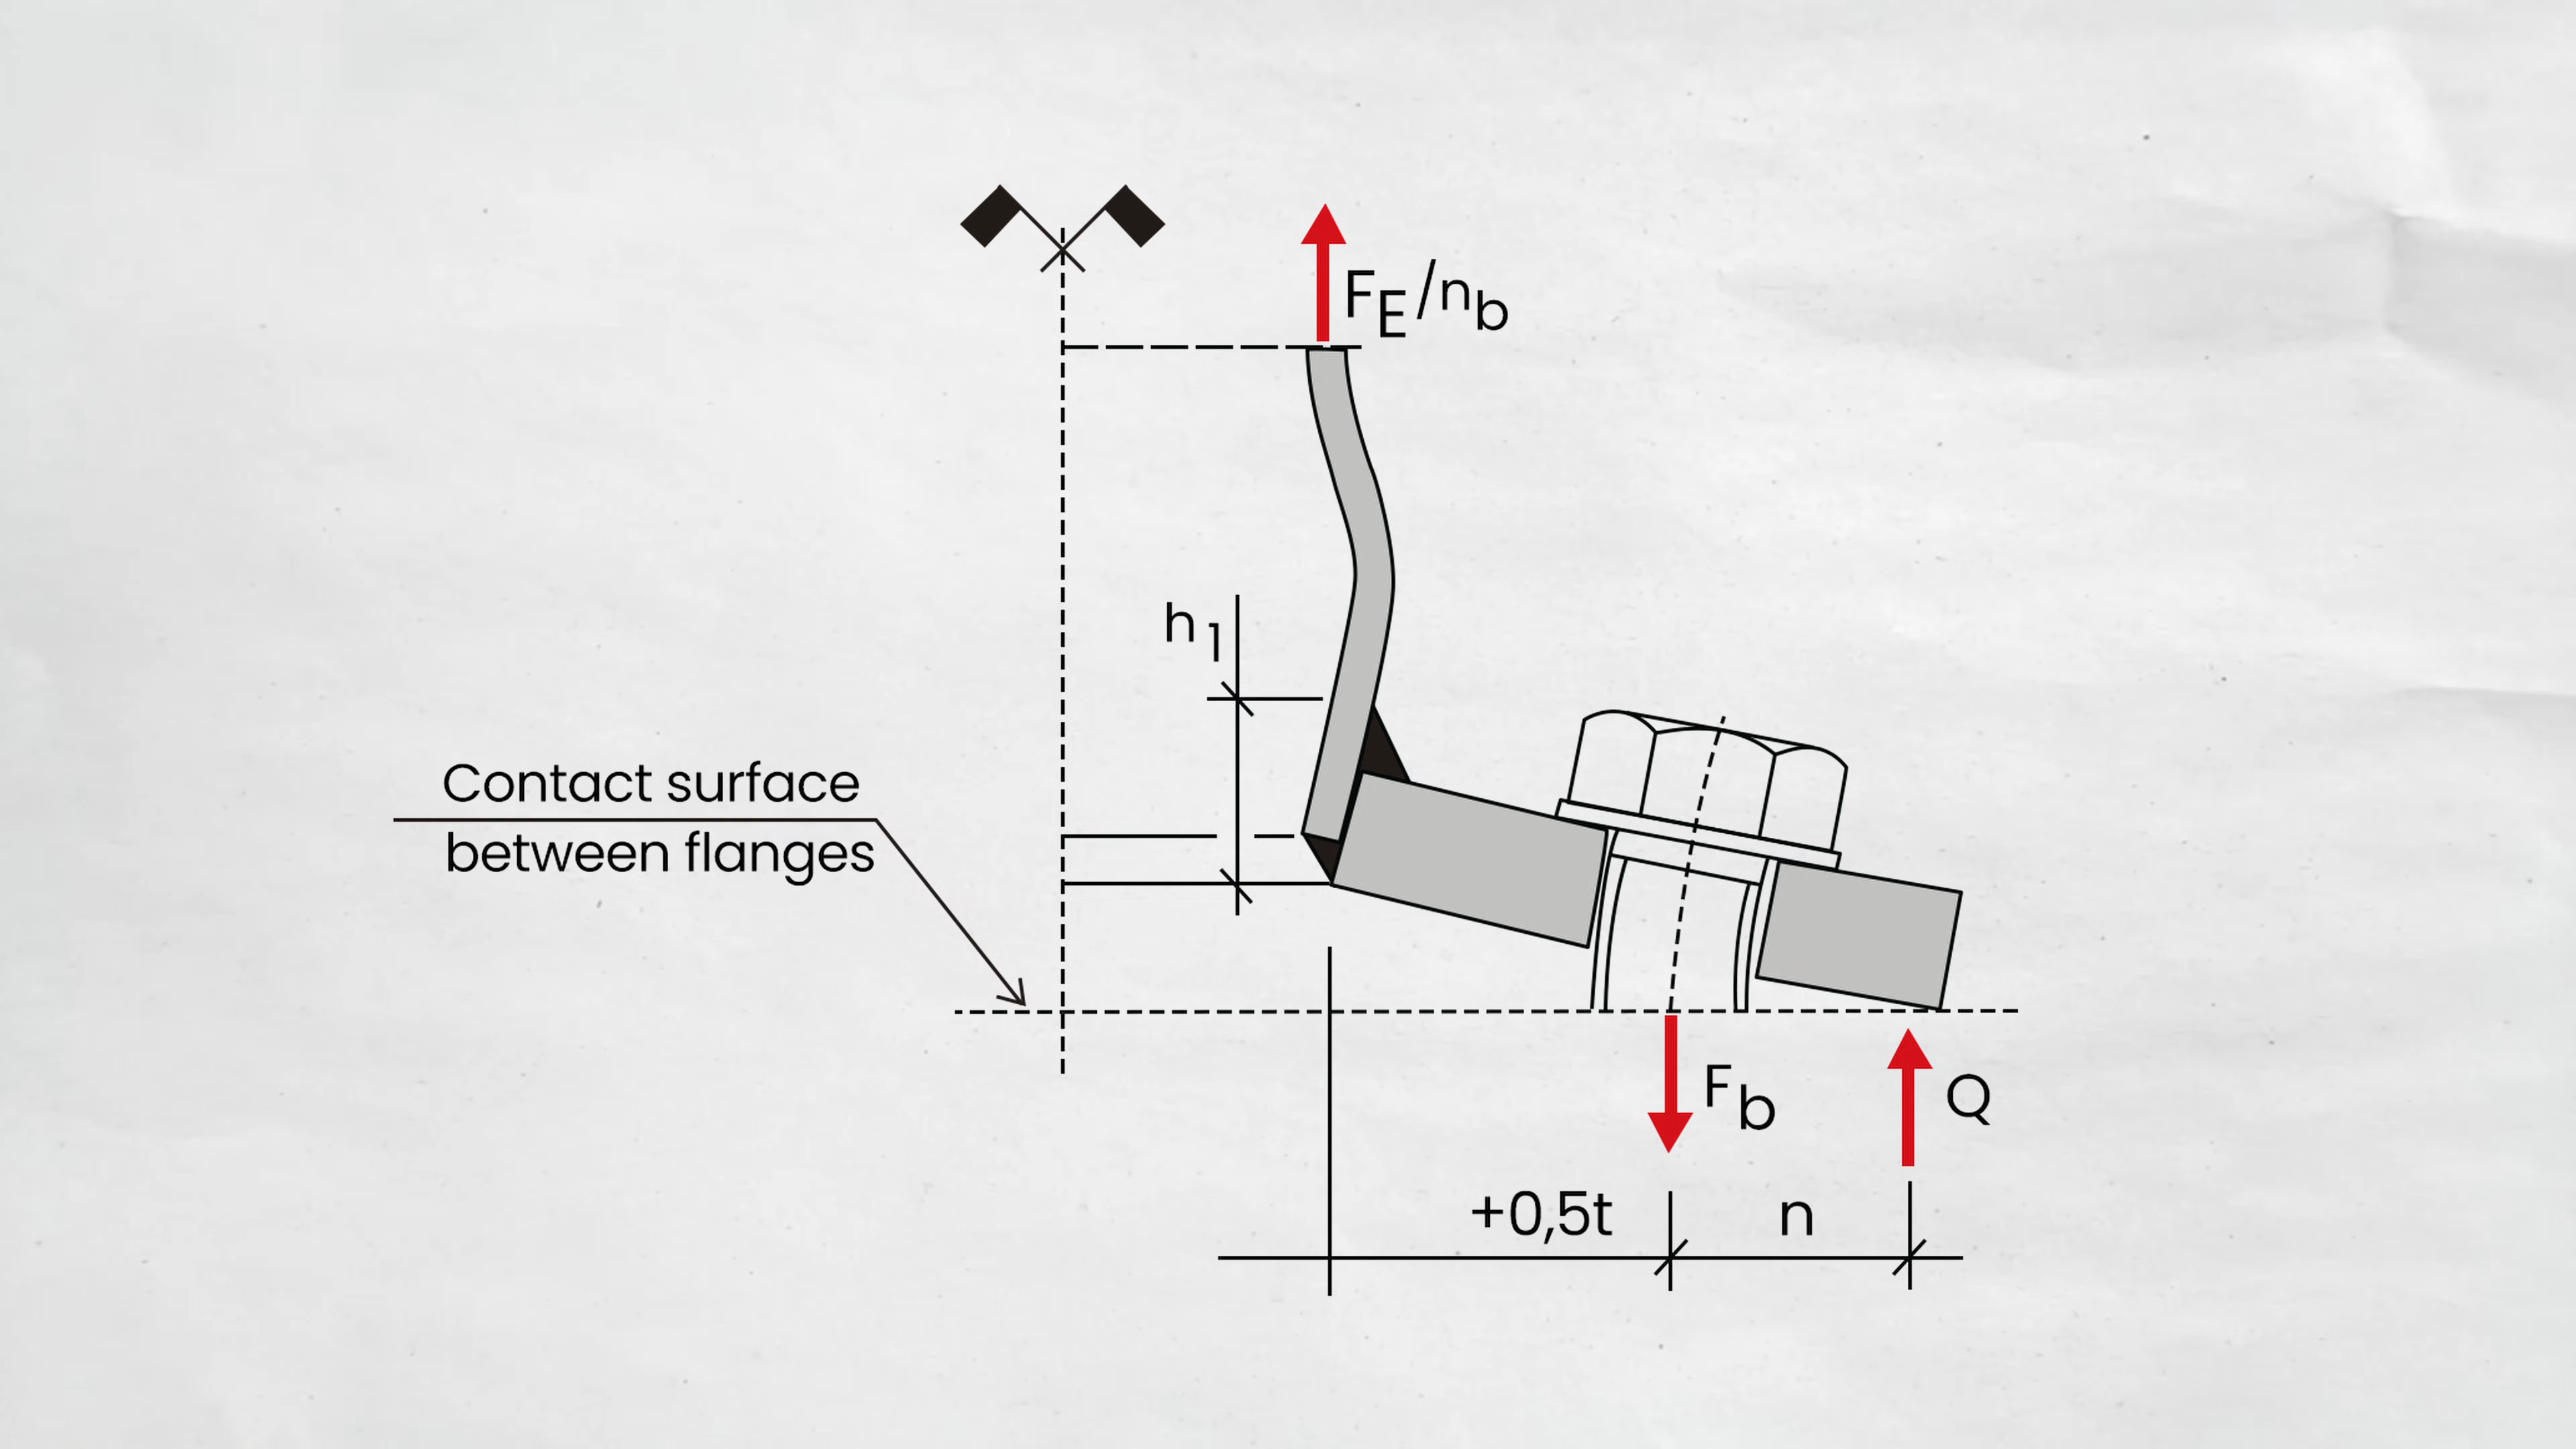 F_E/n_b
h_1
Contact surface
between flanges
F_b
Q
+0,5t
n